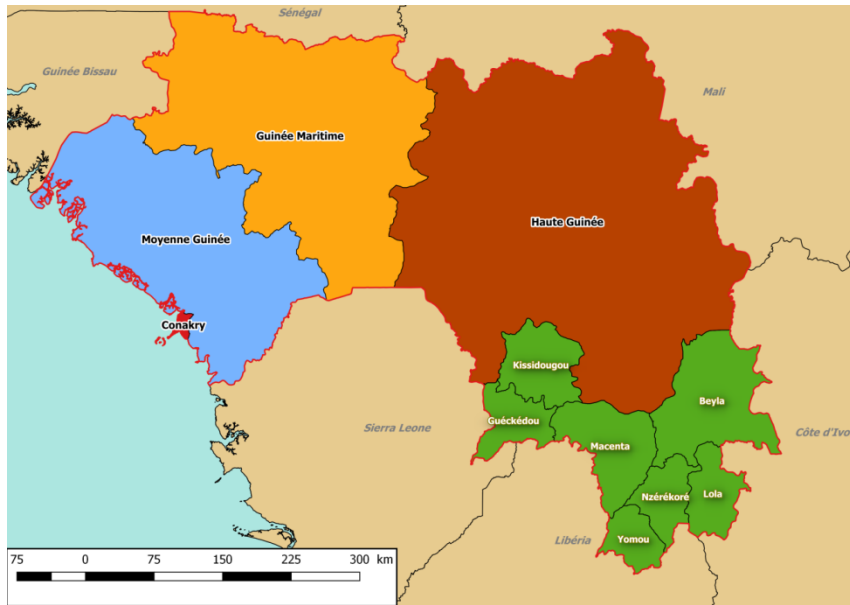 Sénégal
Guinée Bissau
Mali
Guinée Maritime
Haute Guinée
Moyenne Guinée
Conakry
Kissidougou
Beyla
Guéckédou
Sierra Leone
Macenta
Côte d'Ivo
Nzérékoré
Lola
Yomou
Libéria
75 0 75 150 225 300 km